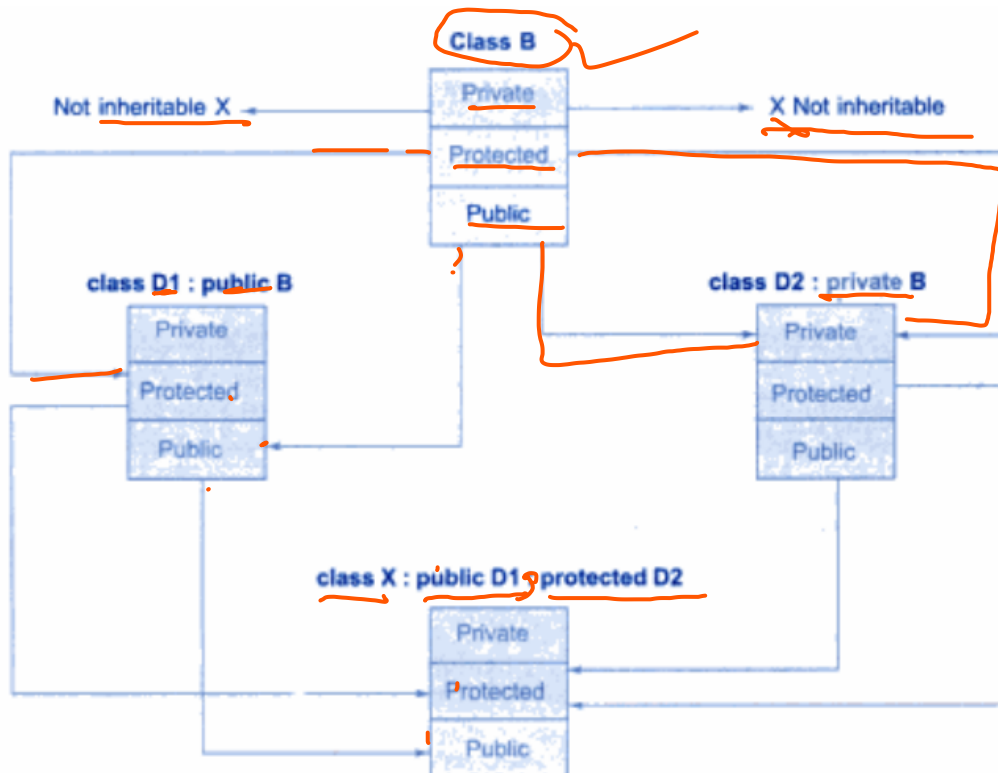 Class B
Private
Not inheritable X
X Not inheritable
Protected
Public
class D1 : public B
class D2 : private B
Private
Private
Protected
Protected
Public
Public
class X : public D1, protected D2
Private
Protected
Public